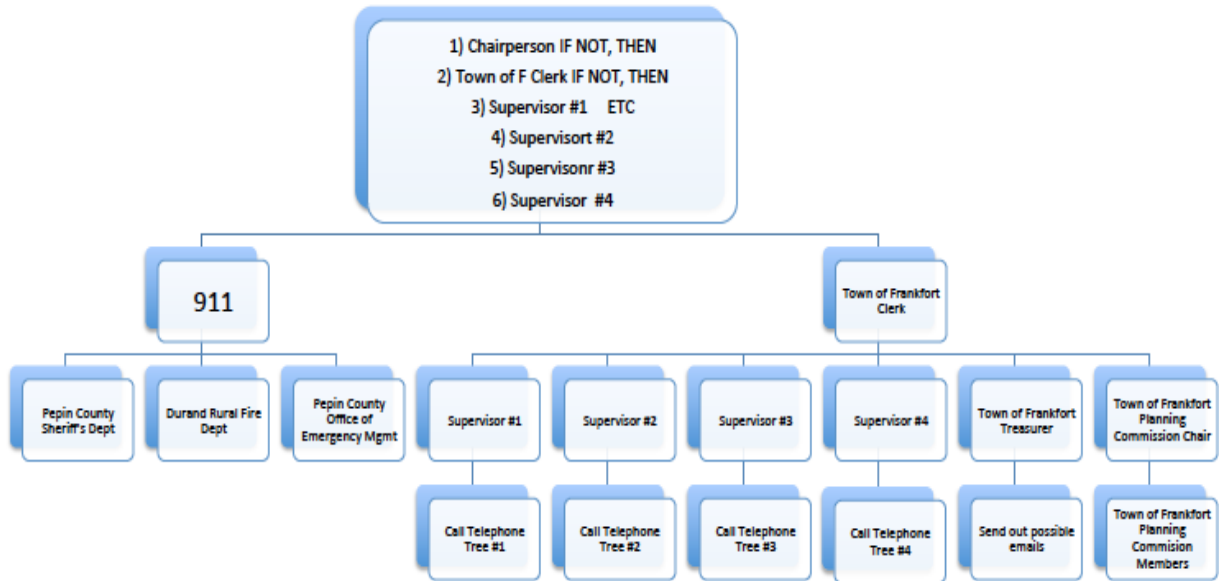 1) Chairperson IF NOT, THEN
2) Town of F Clerk IF NOT, THEN
3) Supervisor #1 ETC
4) Supervisort #2
5) Supervisonr #3
6) Supervisor #4
911
Town of Frankfort
Clerk
Pepin County
Sheriff's Dept
Durand Rural Fire
Dept
Pepin County
Office of
Emergency Mgmt
Supervisor #1
Supervisor #2
Supervisor #3
Supervisor #4
Town of Frankfort
Treasurer
Town of Frankfort
Planning
Commission Chair
Call Telephone
Tree #1
Call Telephone
Tree #2
Call Telephone
Tree #3
Call Telephone
Tree #4
Send out possible
emails
Town of Frankfort
Planning
Commision
Members